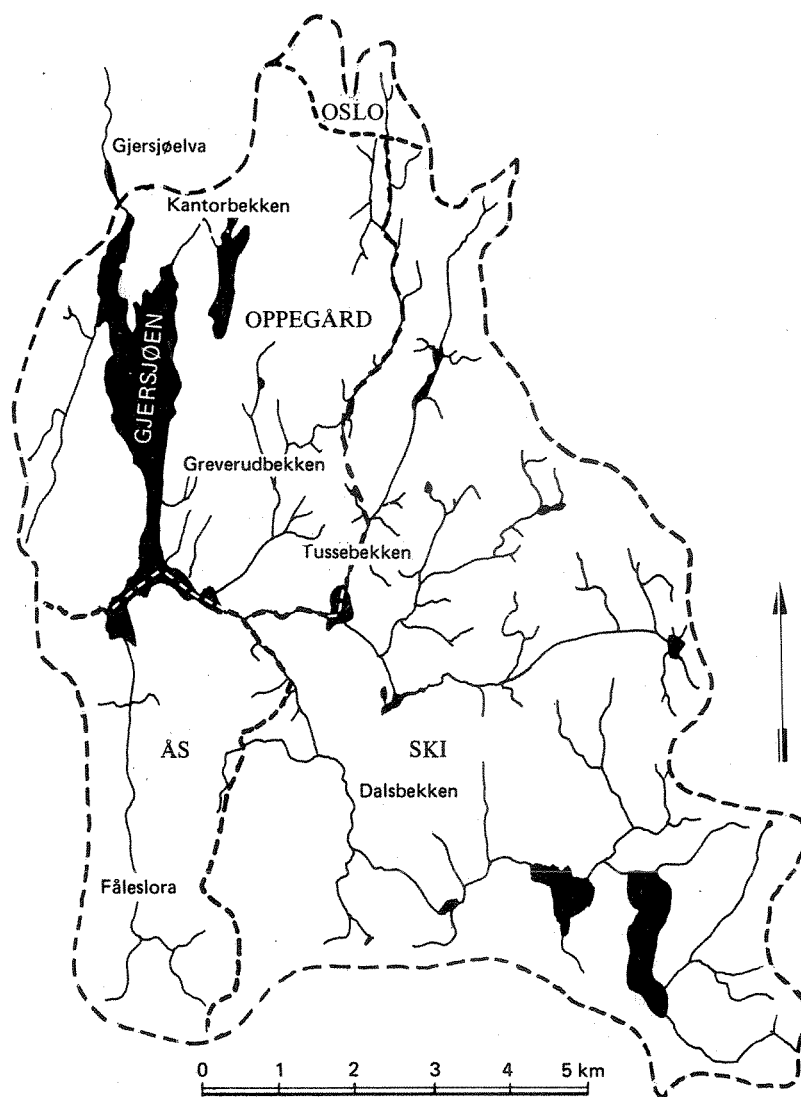 OSLO
Gjersjøelva
Kantorbekken
OPPEGÅRD
GJERSJØEN
Greverudbekken
Tussebekken
ÅS
SKI
Dalsbekken
Fåleslora
0 1 2 3 4 5 km